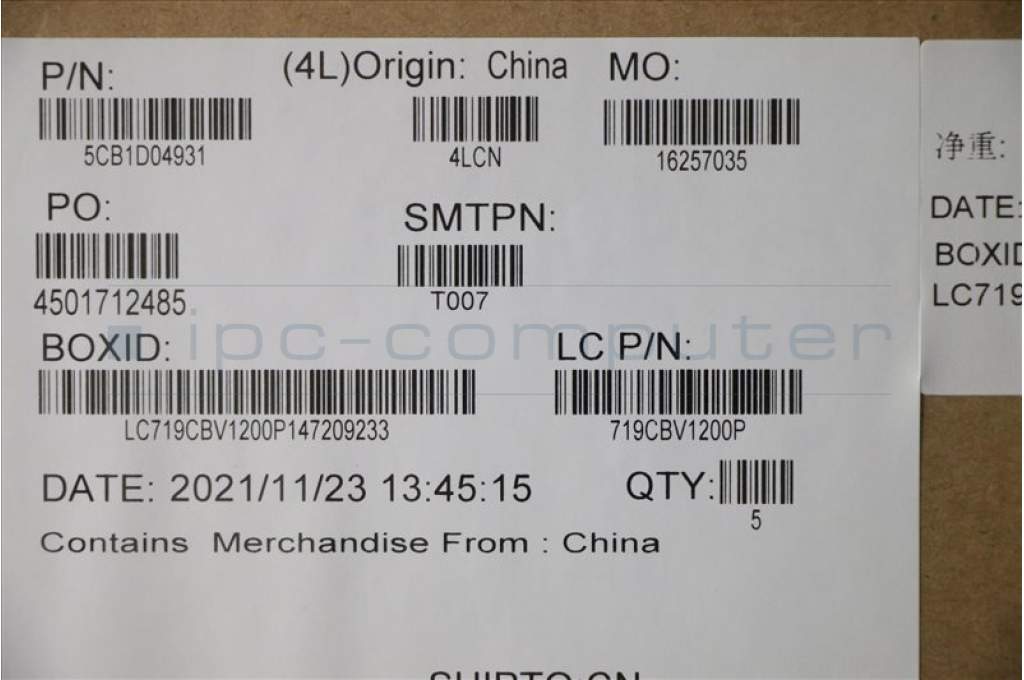 P/N:
5CB1D04931
(4L)Origin: China
4LCN
MO:
16257035
PO:
4501712485
SMTPN:
T007
ipc-computer
BOXID:
LC719CBV1200P147209233
LC P/N:
719CBV1200P
DATE: 2021/11/23 13:45:15
QTY:
5
Contains Merchandise From : China
净重:
DATE:
BOXID
LC719